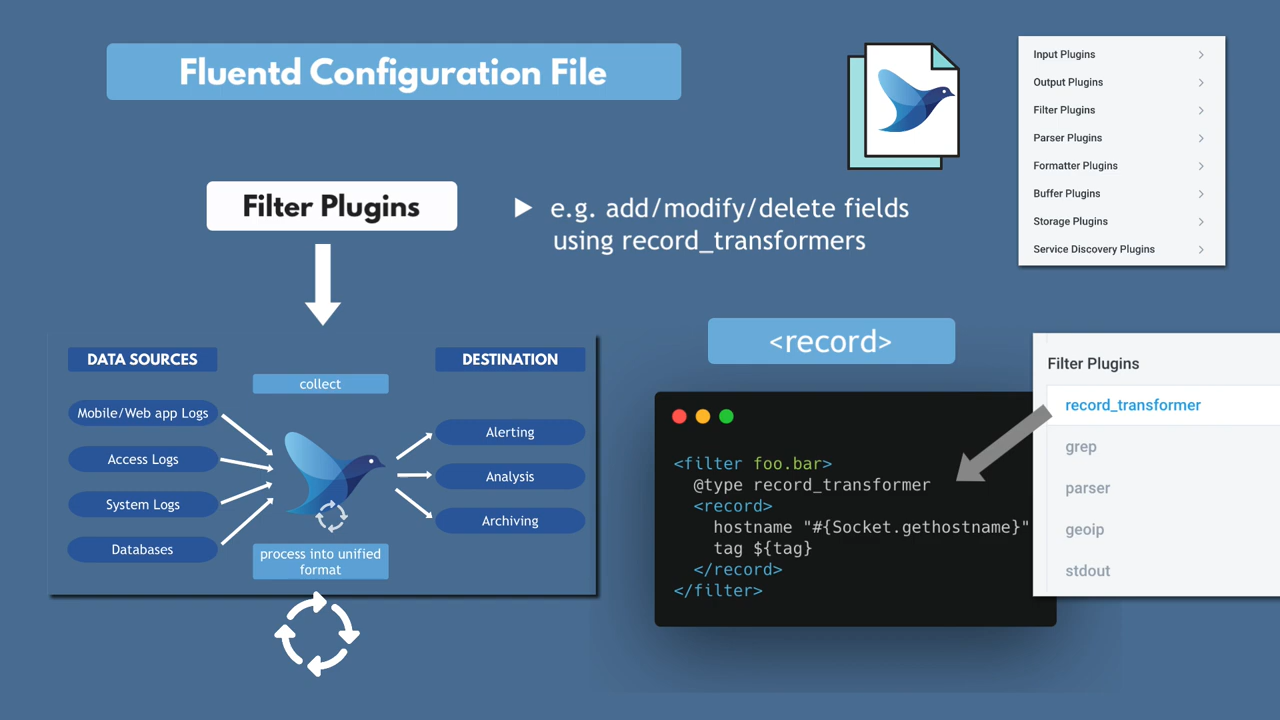 Fluentd Configuration File
Input Plugins
Output Plugins
Filter Plugins
Parser Plugins
Formatter Plugins
Buffer Plugins
Storage Plugins
Service Discovery Plugins
Filter Plugins
e.g. add/modify/delete fields
using record_transformers
DATA SOURCES
Mobile/Web app Logs
Access Logs
System Logs
Databases
collect
process into unified
format
DESTINATION
Alerting
Analysis
Archiving
<record>
<filter foo.bar>
  @type record_transformer
  <record>
    hostname "#{Socket.gethostname}"
    tag ${tag}
  </record>
</filter>
Filter Plugins
record_transformer
grep
parser
geoip
stdout